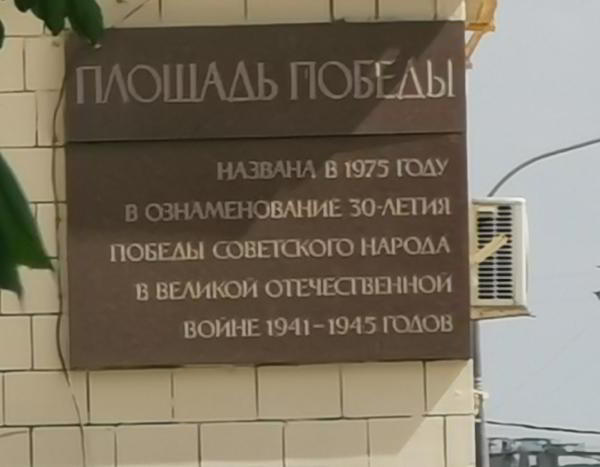 ПЛОЩАДЬ ПОБЕДЫ
НАЗВАНА В 1975 ГОДУ
В ОЗНАМЕНОВАНИЕ 30-ЛЕТИЯ
ПОБЕДЫ СОВЕТСКОГО НАРОДА
В ВЕЛИКОЙ ОТЕЧЕСТВЕННОЙ
ВОЙНЕ 1941-1945 ГОДОВ